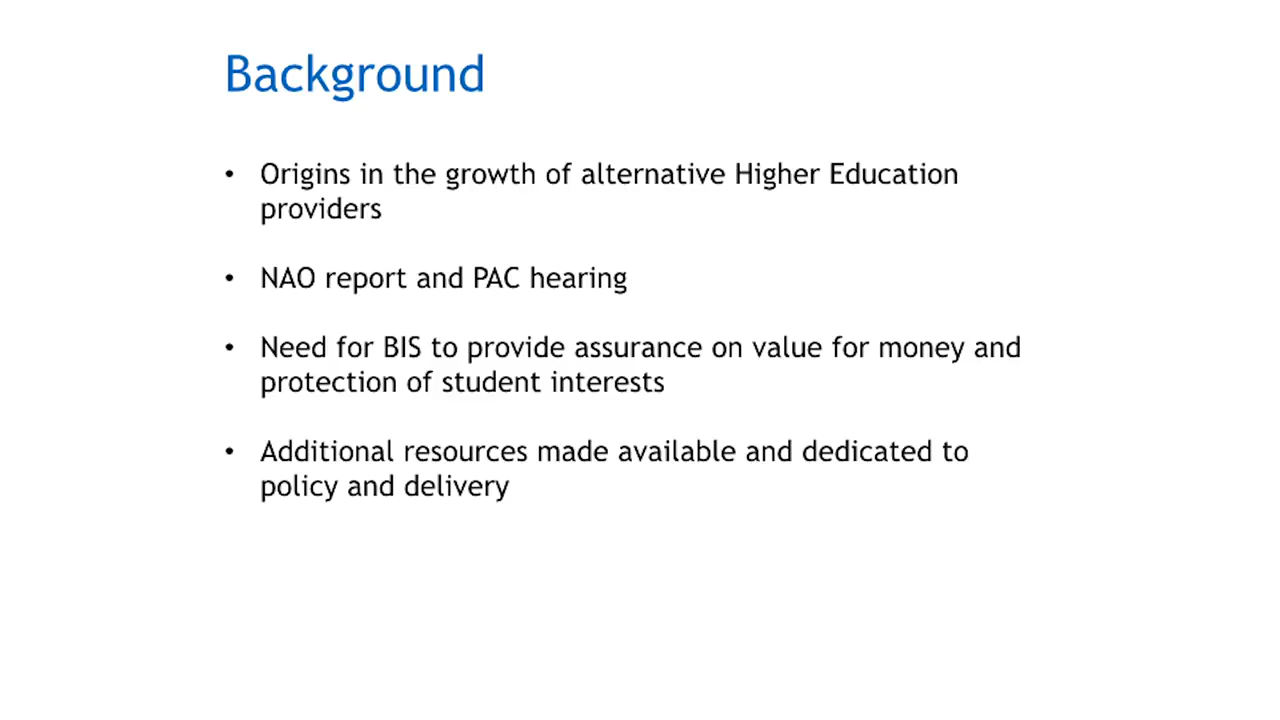 Background
• Origins in the growth of alternative Higher Education
providers
• NAO report and PAC hearing
• Need for BIS to provide assurance on value for money and
protection of student interests
• Additional resources made available and dedicated to
policy and delivery